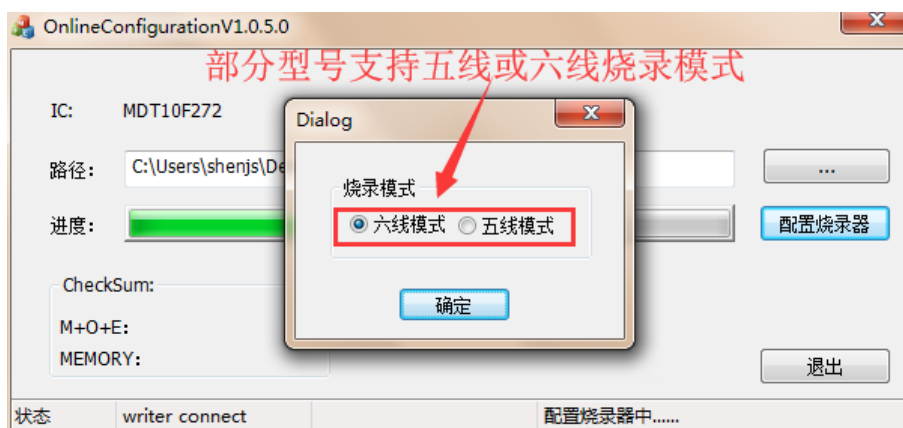 OnlineConfigurationV1.0.5.0
部分型号支持五线或六线烧录模式
IC: MDT10F272
Dialog
路径: C:\Users\shenjs\De ...
烧录模式
进度: 六线模式 五线模式 配置烧录器
CheckSum:
确定
M+O+E:
MEMORY: 退出
状态 writer connect 配置烧录器中......